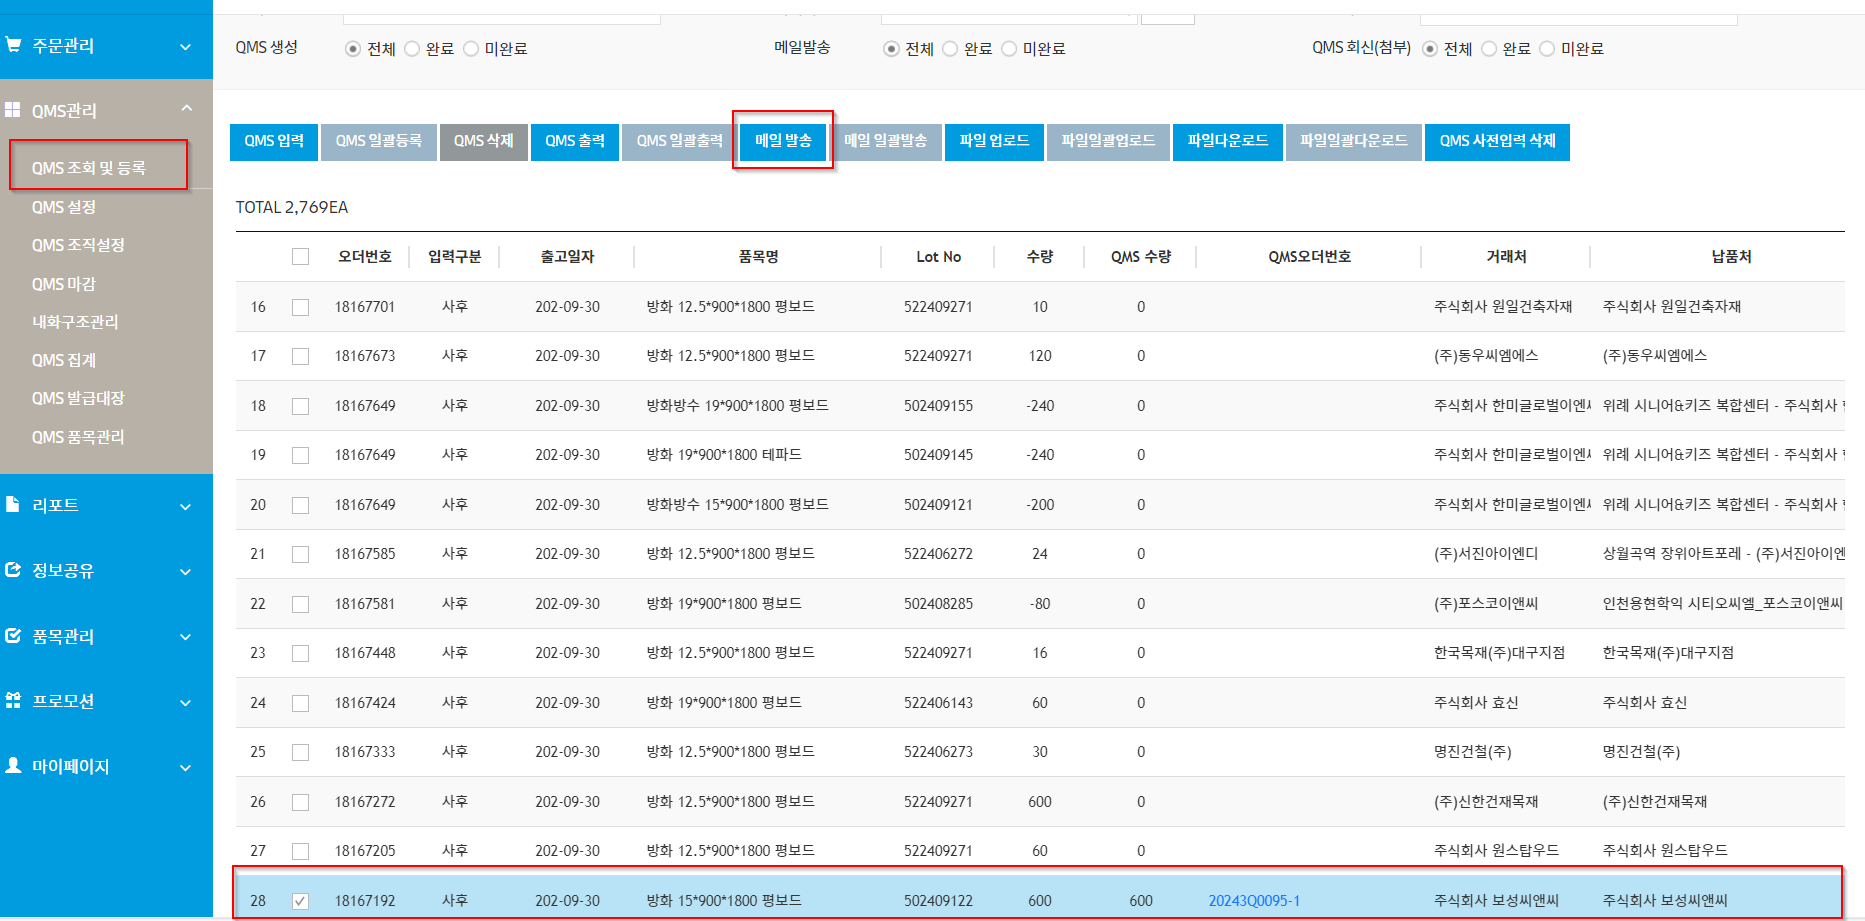 주문관리
QMS관리
QMS 조회 및 등록
QMS 설정
QMS 조직설정
QMS 마감
내화구조관리
QMS 집계
QMS 발급대장
QMS 품목관리
리포트
정보공유
품목관리
프로모션
마이페이지
QMS 생성 전체 완료 미완료 메일발송 전체 완료 미완료 QMS 회신(첨부) 전체 완료 미완료
QMS 입력 QMS 일괄등록 QMS 삭제 QMS 출력 QMS 일괄출력 메일 발송 메일 일괄발송 파일 업로드 파일일괄업로드 파일다운로드 파일일괄다운로드 QMS 사전입력 삭제
TOTAL 2,769EA
오더번호 입력구분 출고일자 품목명 Lot No 수량 QMS 수량 QMS오더번호 거래처 납품처
16 18167701 사후 202-09-30 방화 12.5*900*1800 평보드 522409271 10 0 주식회사 원일건축자재 주식회사 원일건축자재
17 18167673 사후 202-09-30 방화 12.5*900*1800 평보드 522409271 120 0 (주)동우씨엠에스 (주)동우씨엠에스
18 18167649 사후 202-09-30 방화방수 19*900*1800 평보드 502409155 -240 0 주식회사 한미글로벌이엔 위례 시니어&키즈 복합센터 - 주식회사
19 18167649 사후 202-09-30 방화 19*900*1800 테파드 502409145 -240 0 주식회사 한미글로벌이엔 위례 시니어&키즈 복합센터 - 주식회사
20 18167649 사후 202-09-30 방화방수 15*900*1800 평보드 502409121 -200 0 주식회사 한미글로벌이엔 위례 시니어&키즈 복합센터 - 주식회사
21 18167585 사후 202-09-30 방화 12.5*900*1800 평보드 522406272 24 0 (주)서진아이엔디 상월곡역 장위아트포레 - (주)서진아이엔
22 18167581 사후 202-09-30 방화 19*900*1800 평보드 502408285 -80 0 (주)포스코이앤씨 인천용현학익 시티오씨엘_포스코이앤씨
23 18167448 사후 202-09-30 방화 12.5*900*1800 평보드 522409271 16 0 한국목재(주)대구지점 한국목재(주)대구지점
24 18167424 사후 202-09-30 방화 19*900*1800 평보드 522406143 60 0 주식회사 효신 주식회사 효신
25 18167333 사후 202-09-30 방화 12.5*900*1800 평보드 522406273 30 0 명진건철(주) 명진건철(주)
26 18167272 사후 202-09-30 방화 12.5*900*1800 평보드 522409271 600 0 (주)신한건재목재 (주)신한건재목재
27 18167205 사후 202-09-30 방화 12.5*900*1800 평보드 522409271 60 0 주식회사 원스탑우드 주식회사 원스탑우드
28 18167192 사후 202-09-30 방화 15*900*1800 평보드 502409122 600 600 20243Q0095-1 주식회사 보성씨앤씨 주식회사 보성씨앤씨